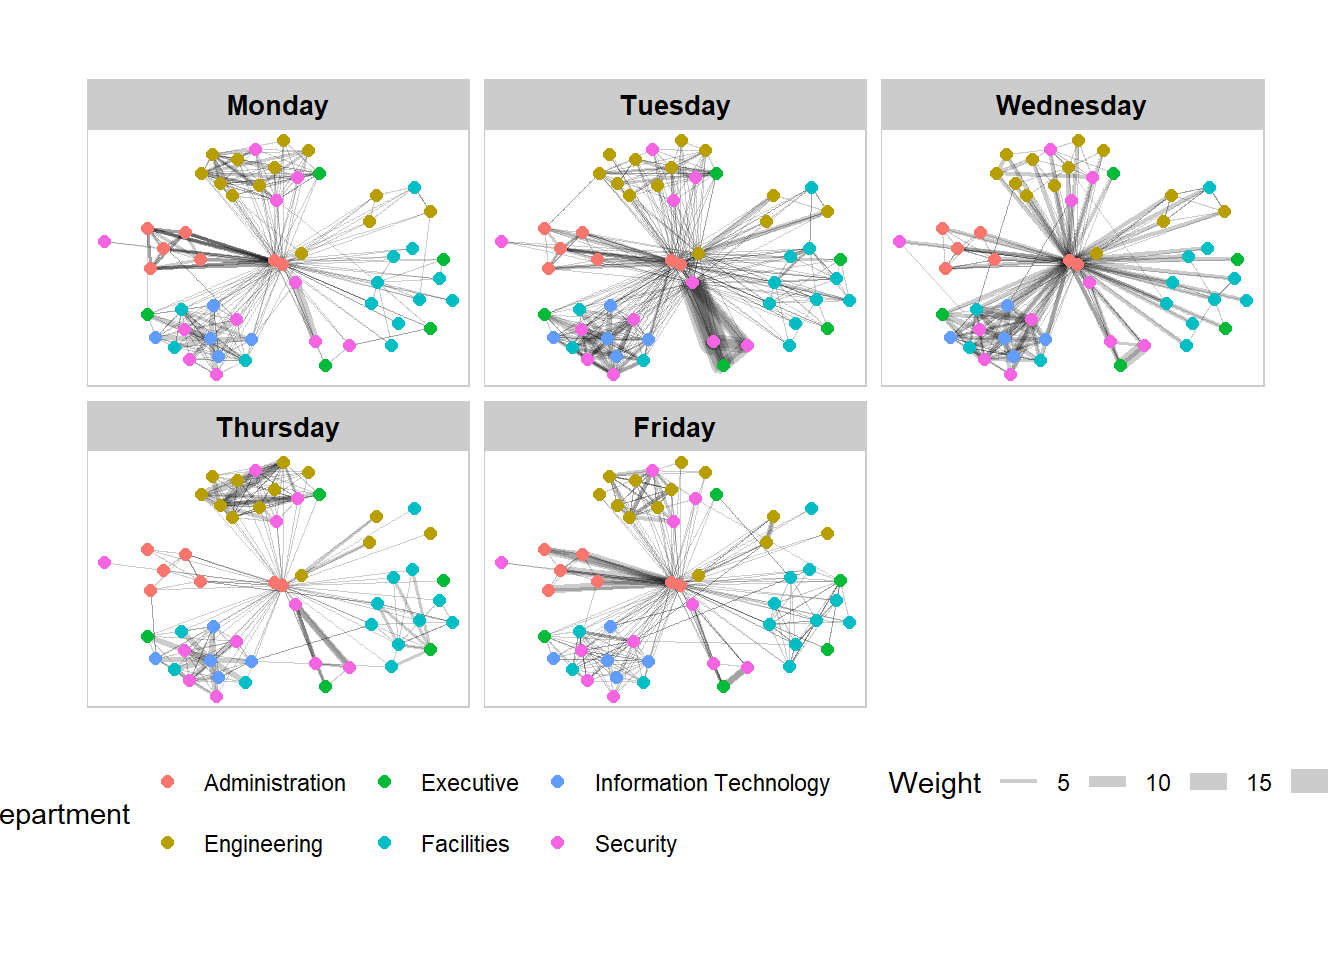 Monday
Tuesday
Wednesday
Thursday
Friday
epartment
Administration
Executive
Information Technology
Engineering
Facilities
Security
Weight 5 10 15